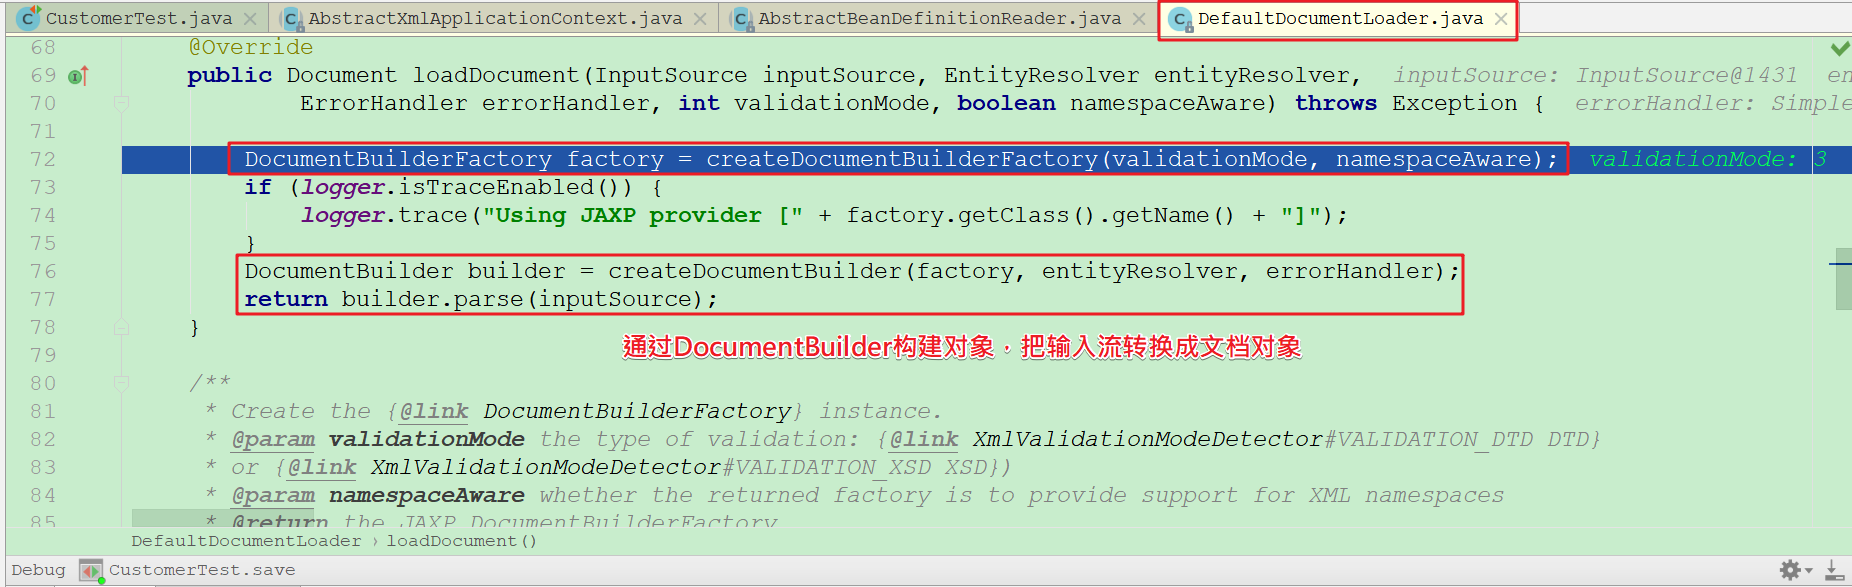 CustomerTest.java AbstractXmlApplicationContext.java AbstractBeanDefinitionReader.java DefaultDocumentLoader.java
68 @Override
69 public Document loadDocument(InputSource inputSource, EntityResolver entityResolver, inputSource: InputSource@1431 en
70 ErrorHandler errorHandler, int validationMode, boolean namespaceAware) throws Exception { errorHandler: Simple
71
72 DocumentBuilderFactory factory = createDocumentBuilderFactory(validationMode, namespaceAware); validationMode: 3
73 if (logger.isTraceEnabled()) {
74 logger.trace("Using JAXP provider [" + factory.getClass().getName() + "]");
75 }
76 DocumentBuilder builder = createDocumentBuilder(factory, entityResolver, errorHandler);
77 return builder.parse(inputSource);
78 }
通过DocumentBuilder构建对象，把输入流转换成文档对象
79
80 /**
81 * Create the {@link DocumentBuilderFactory} instance.
82 * @param validationMode the type of validation: {@link XmlValidationModeDetector#VALIDATION_DTD DTD}
83 * or {@link XmlValidationModeDetector#VALIDATION_XSD XSD})
84 * @param namespaceAware whether the returned factory is to provide support for XML namespaces
85 * @return the JAXP DocumentBuilderFactory
DefaultDocumentLoader › loadDocument()
Debug CustomerTest.save